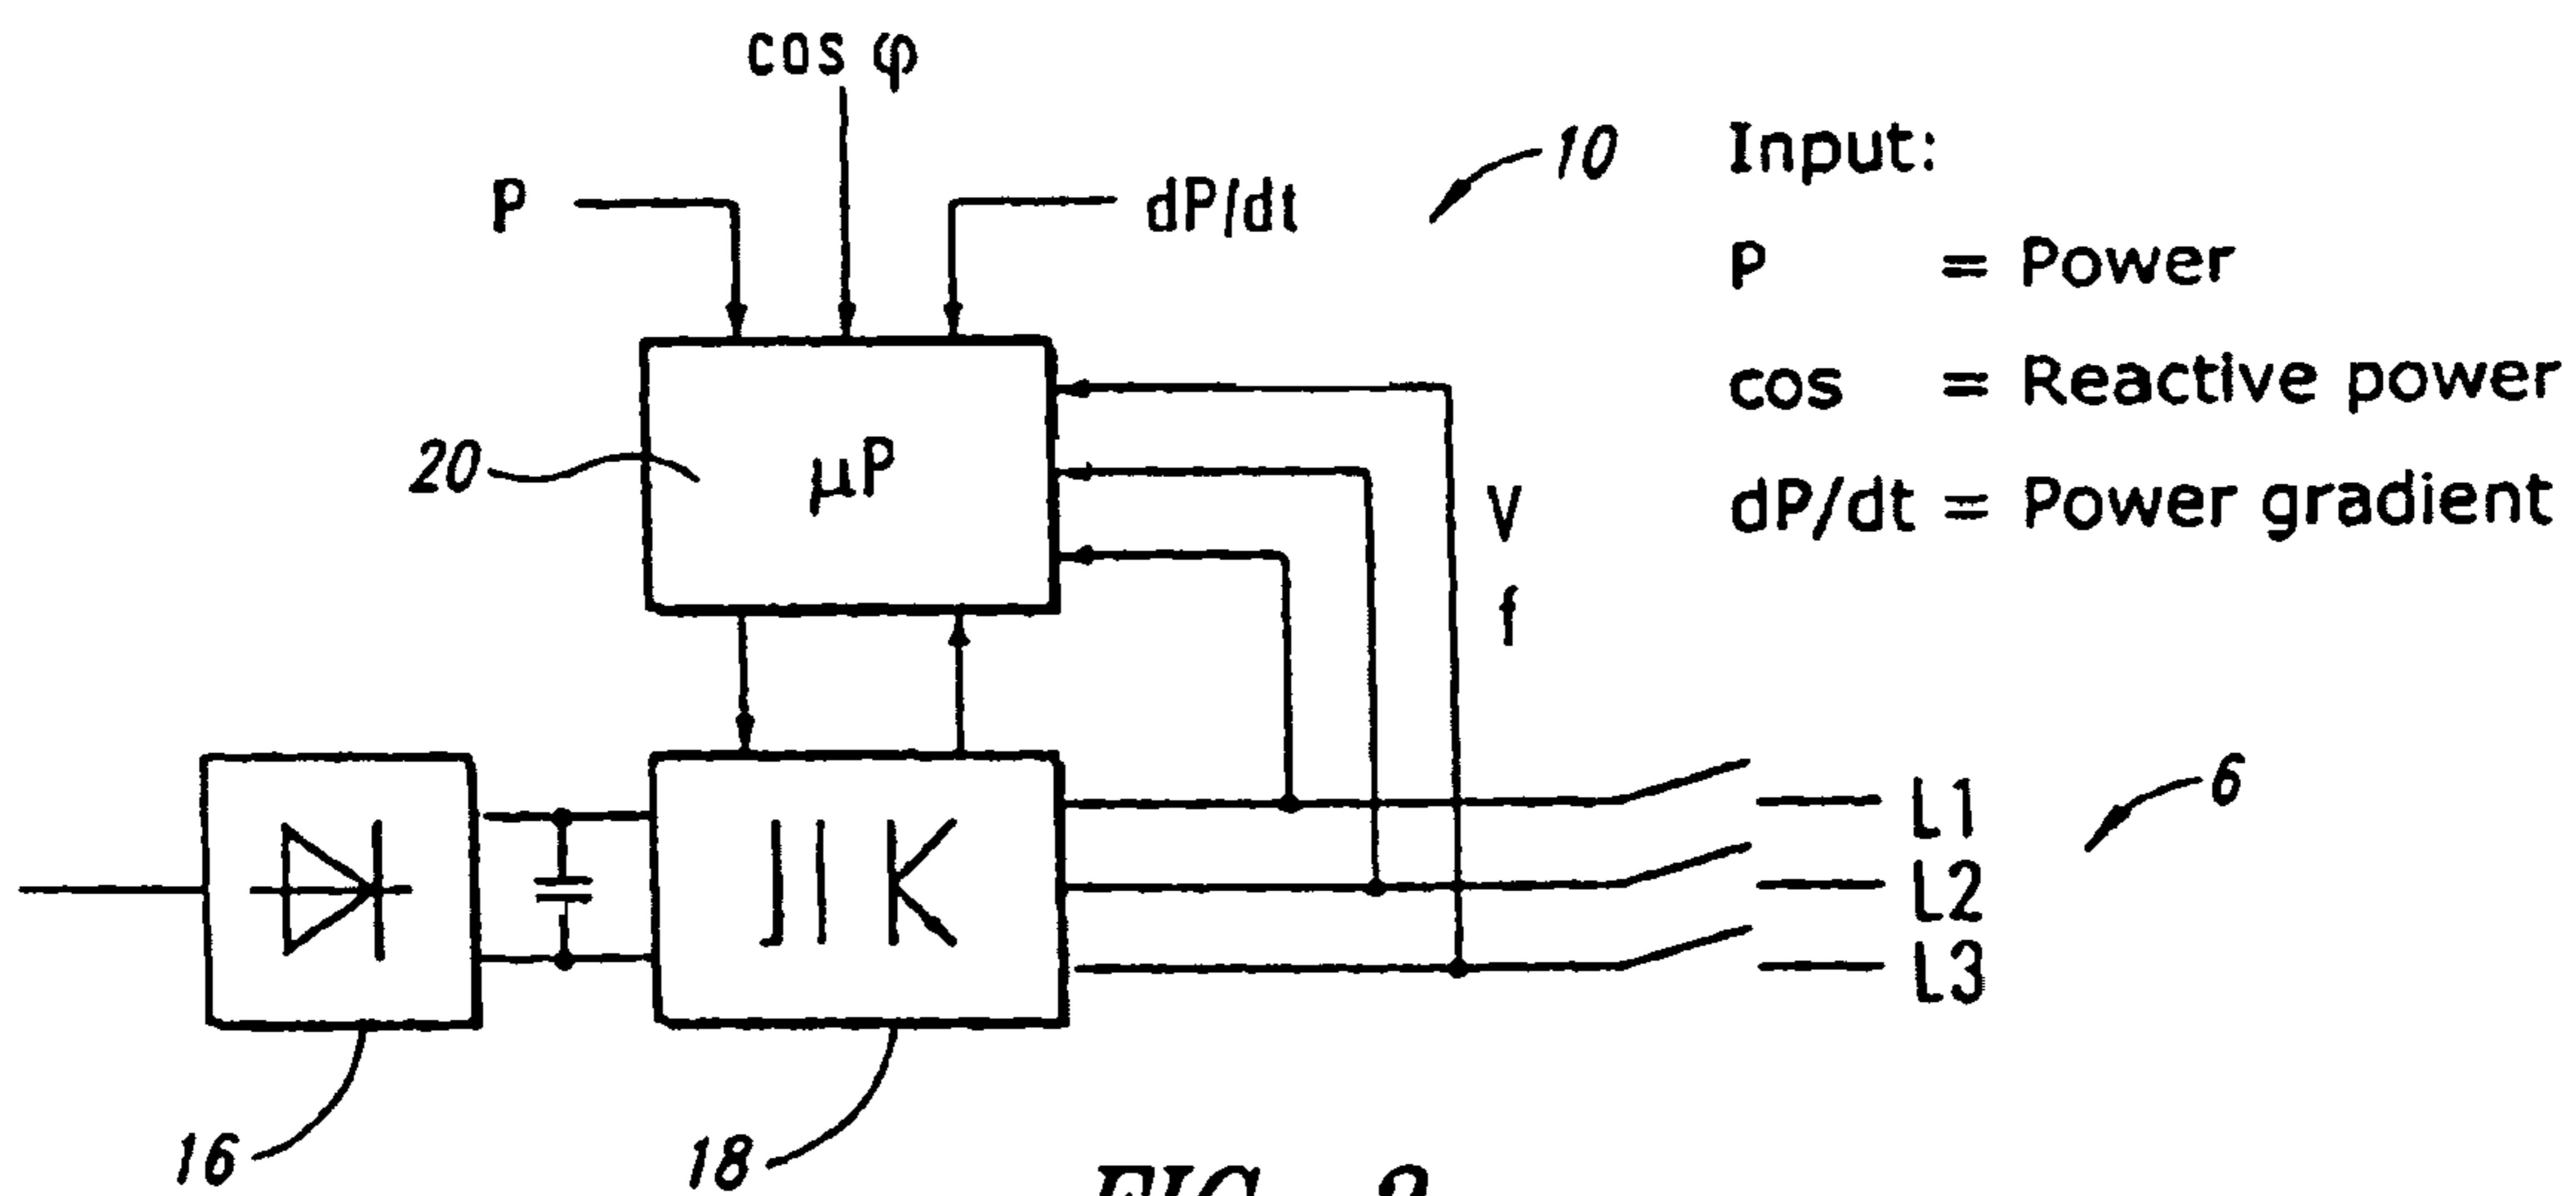 cos φ
P
dP/dt
10
Input:
P = Power
cos = Reactive power
dP/dt = Power gradient
20
μP
V
f
6
L1
L2
L3
16
18